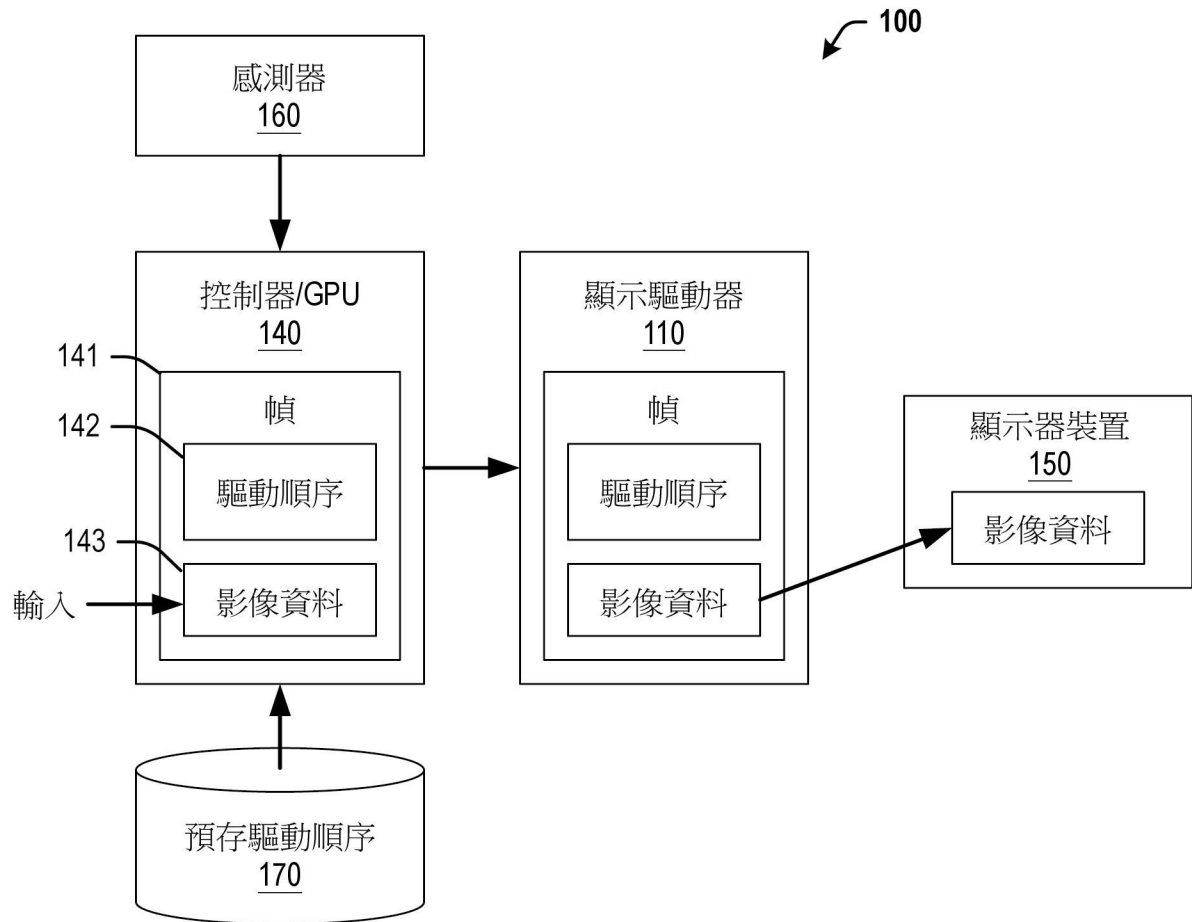 100
感測器
160
控制器/GPU
140
141
幀
142
驅動順序
143
影像資料
輸入
顯示驅動器
110
幀
驅動順序
影像資料
顯示器裝置
150
影像資料
預存驅動順序
170